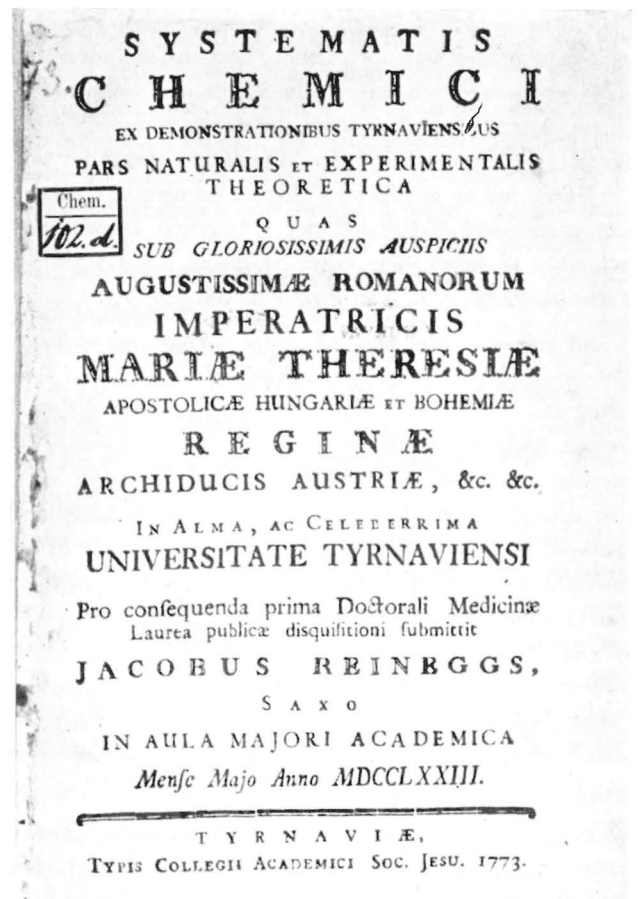 SYSTEMATIS
CHEMICI
EX DEMONSTRATIONIBUS TYRNAVIENSIBUS
PARS NATURALIS ET EXPERIMENTALIS
THEORETICA
Chem.
102.d.
QUAS
SUB GLORIOSISSIMIS AUSPICIIS
AUGUSTISSIMÆ ROMANORUM
IMPERATRICIS
MARIÆ THERESIÆ
APOSTOLICÆ HUNGARIÆ ET BOHEMIÆ
REGINÆ
ARCHIDUCIS AUSTRIÆ, &c. &c.
IN ALMA, AC CELEBERRIMA
UNIVERSITATE TYRNAVIENSI
Pro conſequenda prima Doctorali Medicinæ
Laurea publicæ disquiſitioni ſubmittit
JACOBUS REINEGGS,
SAXO
IN AULA MAJORI ACADEMICA
Menſe Majo Anno MDCCLXXIII.
TYRNAVIÆ,
TYPIS COLLEGII ACADEMICI SOC. JESU. 1773.